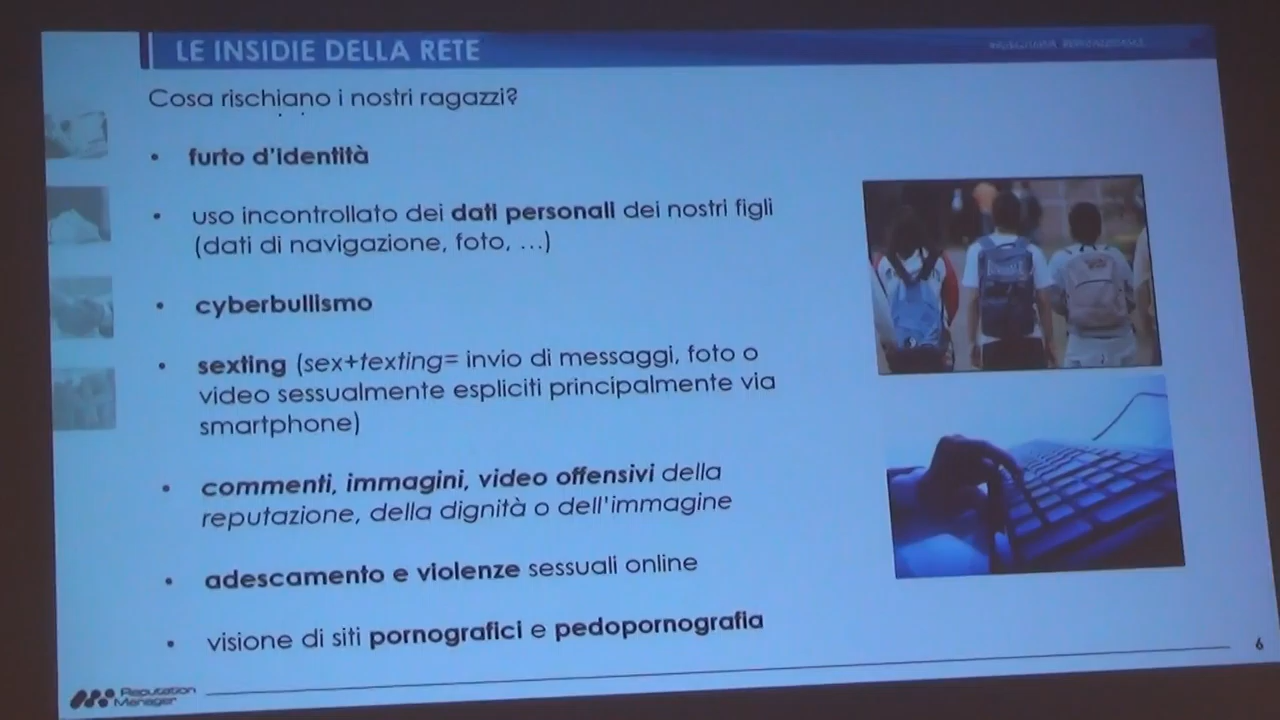 LE INSIDIE DELLA RETE
Cosa rischiano i nostri ragazzi?
• furto d'identità
• uso incontrollato dei dati personali dei nostri figli
(dati di navigazione, foto, ...)
• cyberbullismo
• sexting (sex+texting= invio di messaggi, foto o
video sessualmente espliciti principalmente via
smartphone)
• commenti, immagini, video offensivi della
reputazione, della dignità o dell'immagine
• adescamento e violenze sessuali online
• visione di siti pornografici e pedopornografia
6
Reputation
Manager